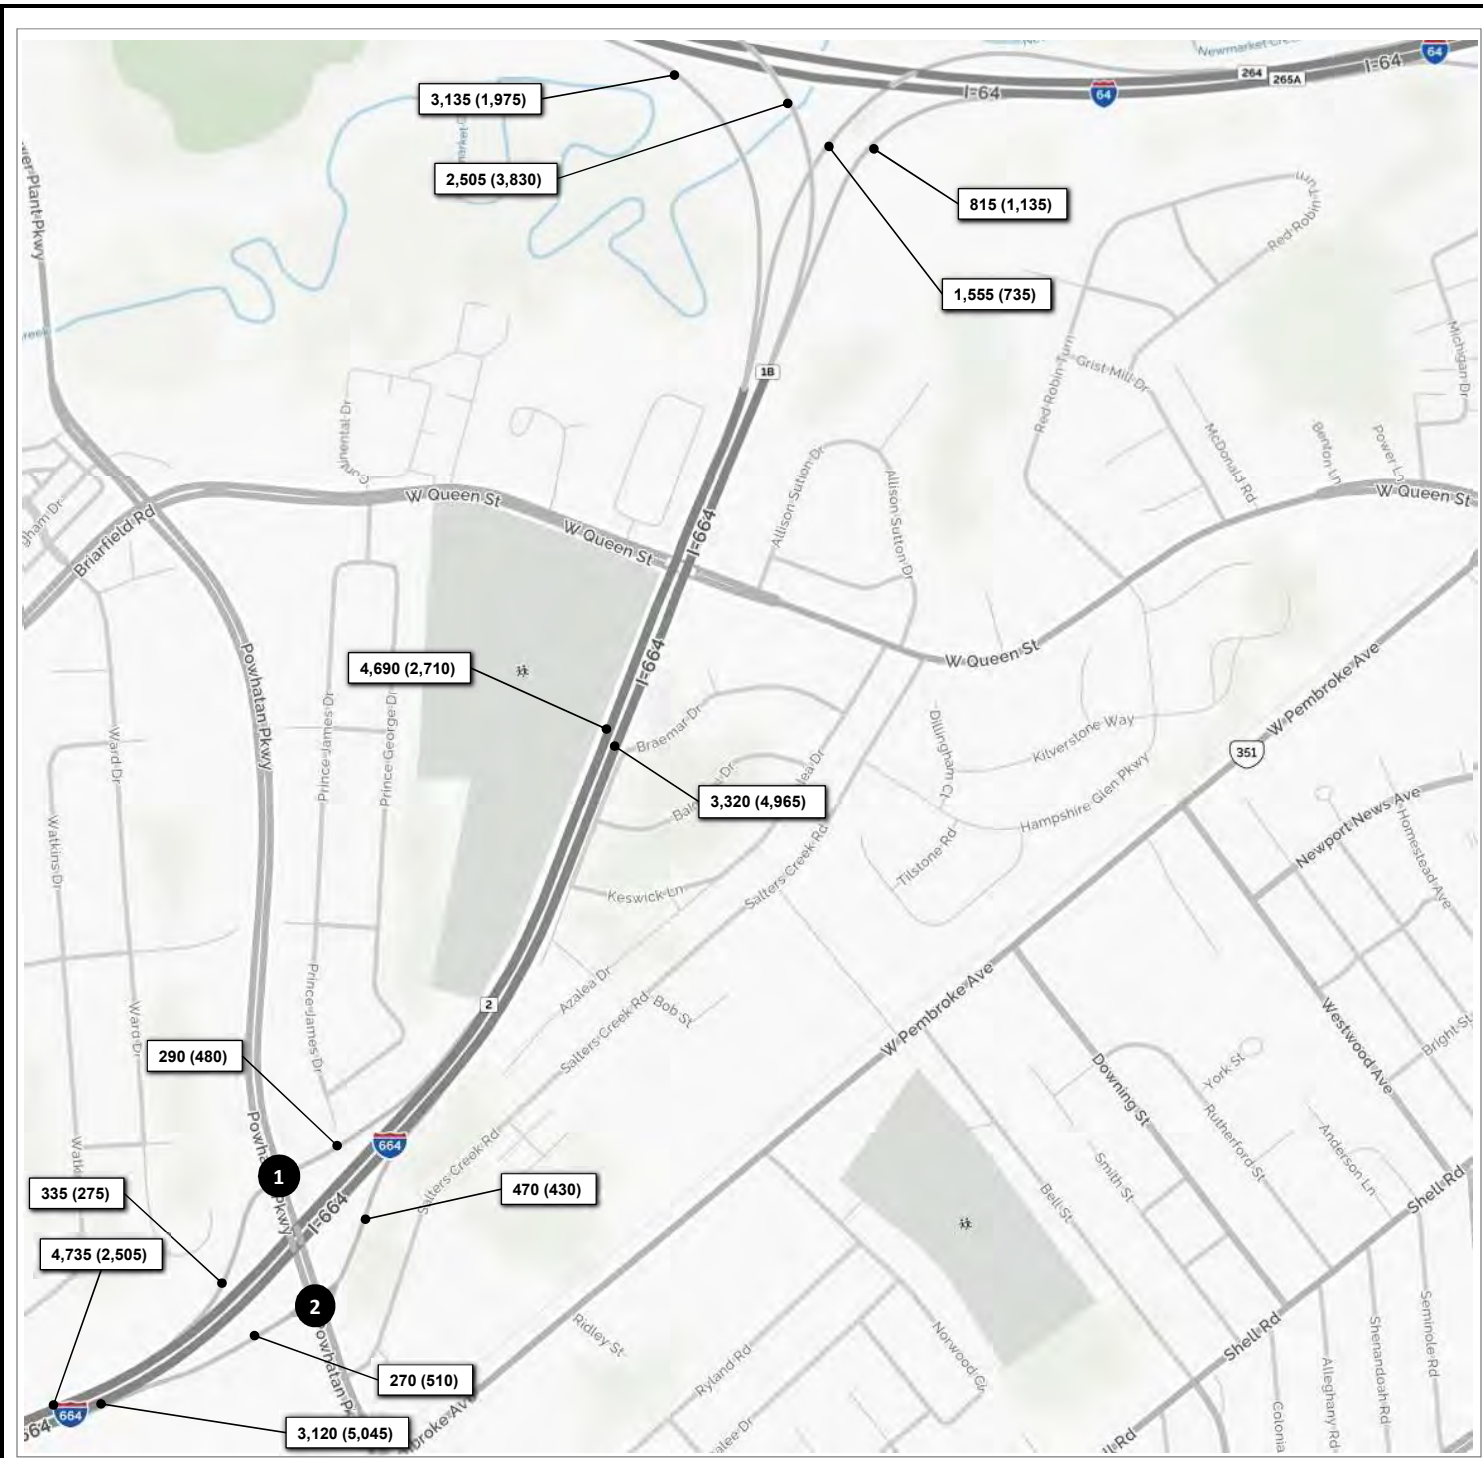 Newmarket Cree
264
265A
I-64
64
I-64
64
3,135 (1,975)
2,505 (3,830)
815 (1,135)
1,555 (735)
er Plant Pkwy
Red Robin Turn
Michigan Dr
1B
Red Robin Turn
Grist Mill Dr
McDonald Rd
Benton Ln
Power Ln
W Queen St
W Queen St
W Queen St
W Queen St
Allison Sutton Dr
Allison Sutton Dr
I-664
I-664
Briarfield Rd
Powhatan Pkwy
4,690 (2,710)
3,320 (4,965)
Prince James Dr
Prince George Dr
Ward Dr
Watkins Dr
Braemar Dr
Dillingham Ct
Kilverstone Way
Hampshire Glen Pkwy
Tilstone Rd
W Pembroke Ave
351
Newport News Ave
Homestead Ave
Keswick Ln
Salters Creek Rd
Azalea Dr
Bob St
Salters Creek Rd
2
W Pembroke Ave
Prince James Dr
Ward Dr
290 (480)
Westwood Ave
Bright St
York St
Downing St
Rutherford St
Anderson Ln
Smith St
Bell St
Shell Rd
664
1
I-664
Salters Creek Rd
470 (430)
335 (275)
4,735 (2,505)
2
270 (510)
3,120 (5,045)
664
Ridley St
Ryland Rd
Norwood Cir
Shell Rd
Seminole Rd
Shenandoah Rd
Alleghany Rd
Colonia